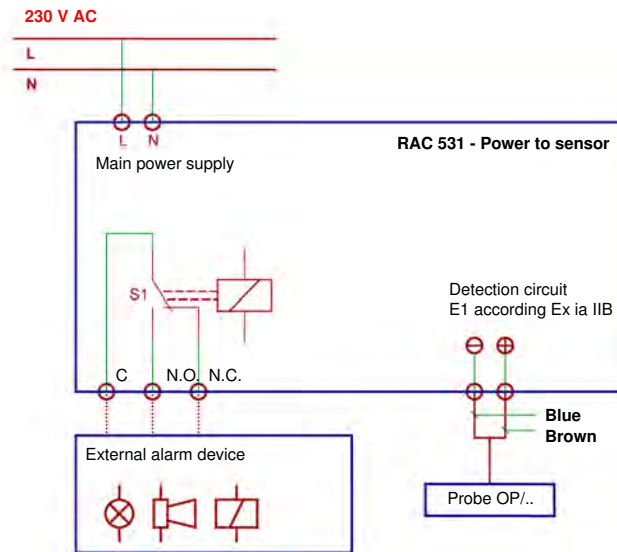 230 V AC
L
N
L N
RAC 531 - Power to sensor
Main power supply
S1
Detection circuit
E1 according Ex ia IIB
C N.O. N.C.
Blue
Brown
External alarm device
Probe OP/..